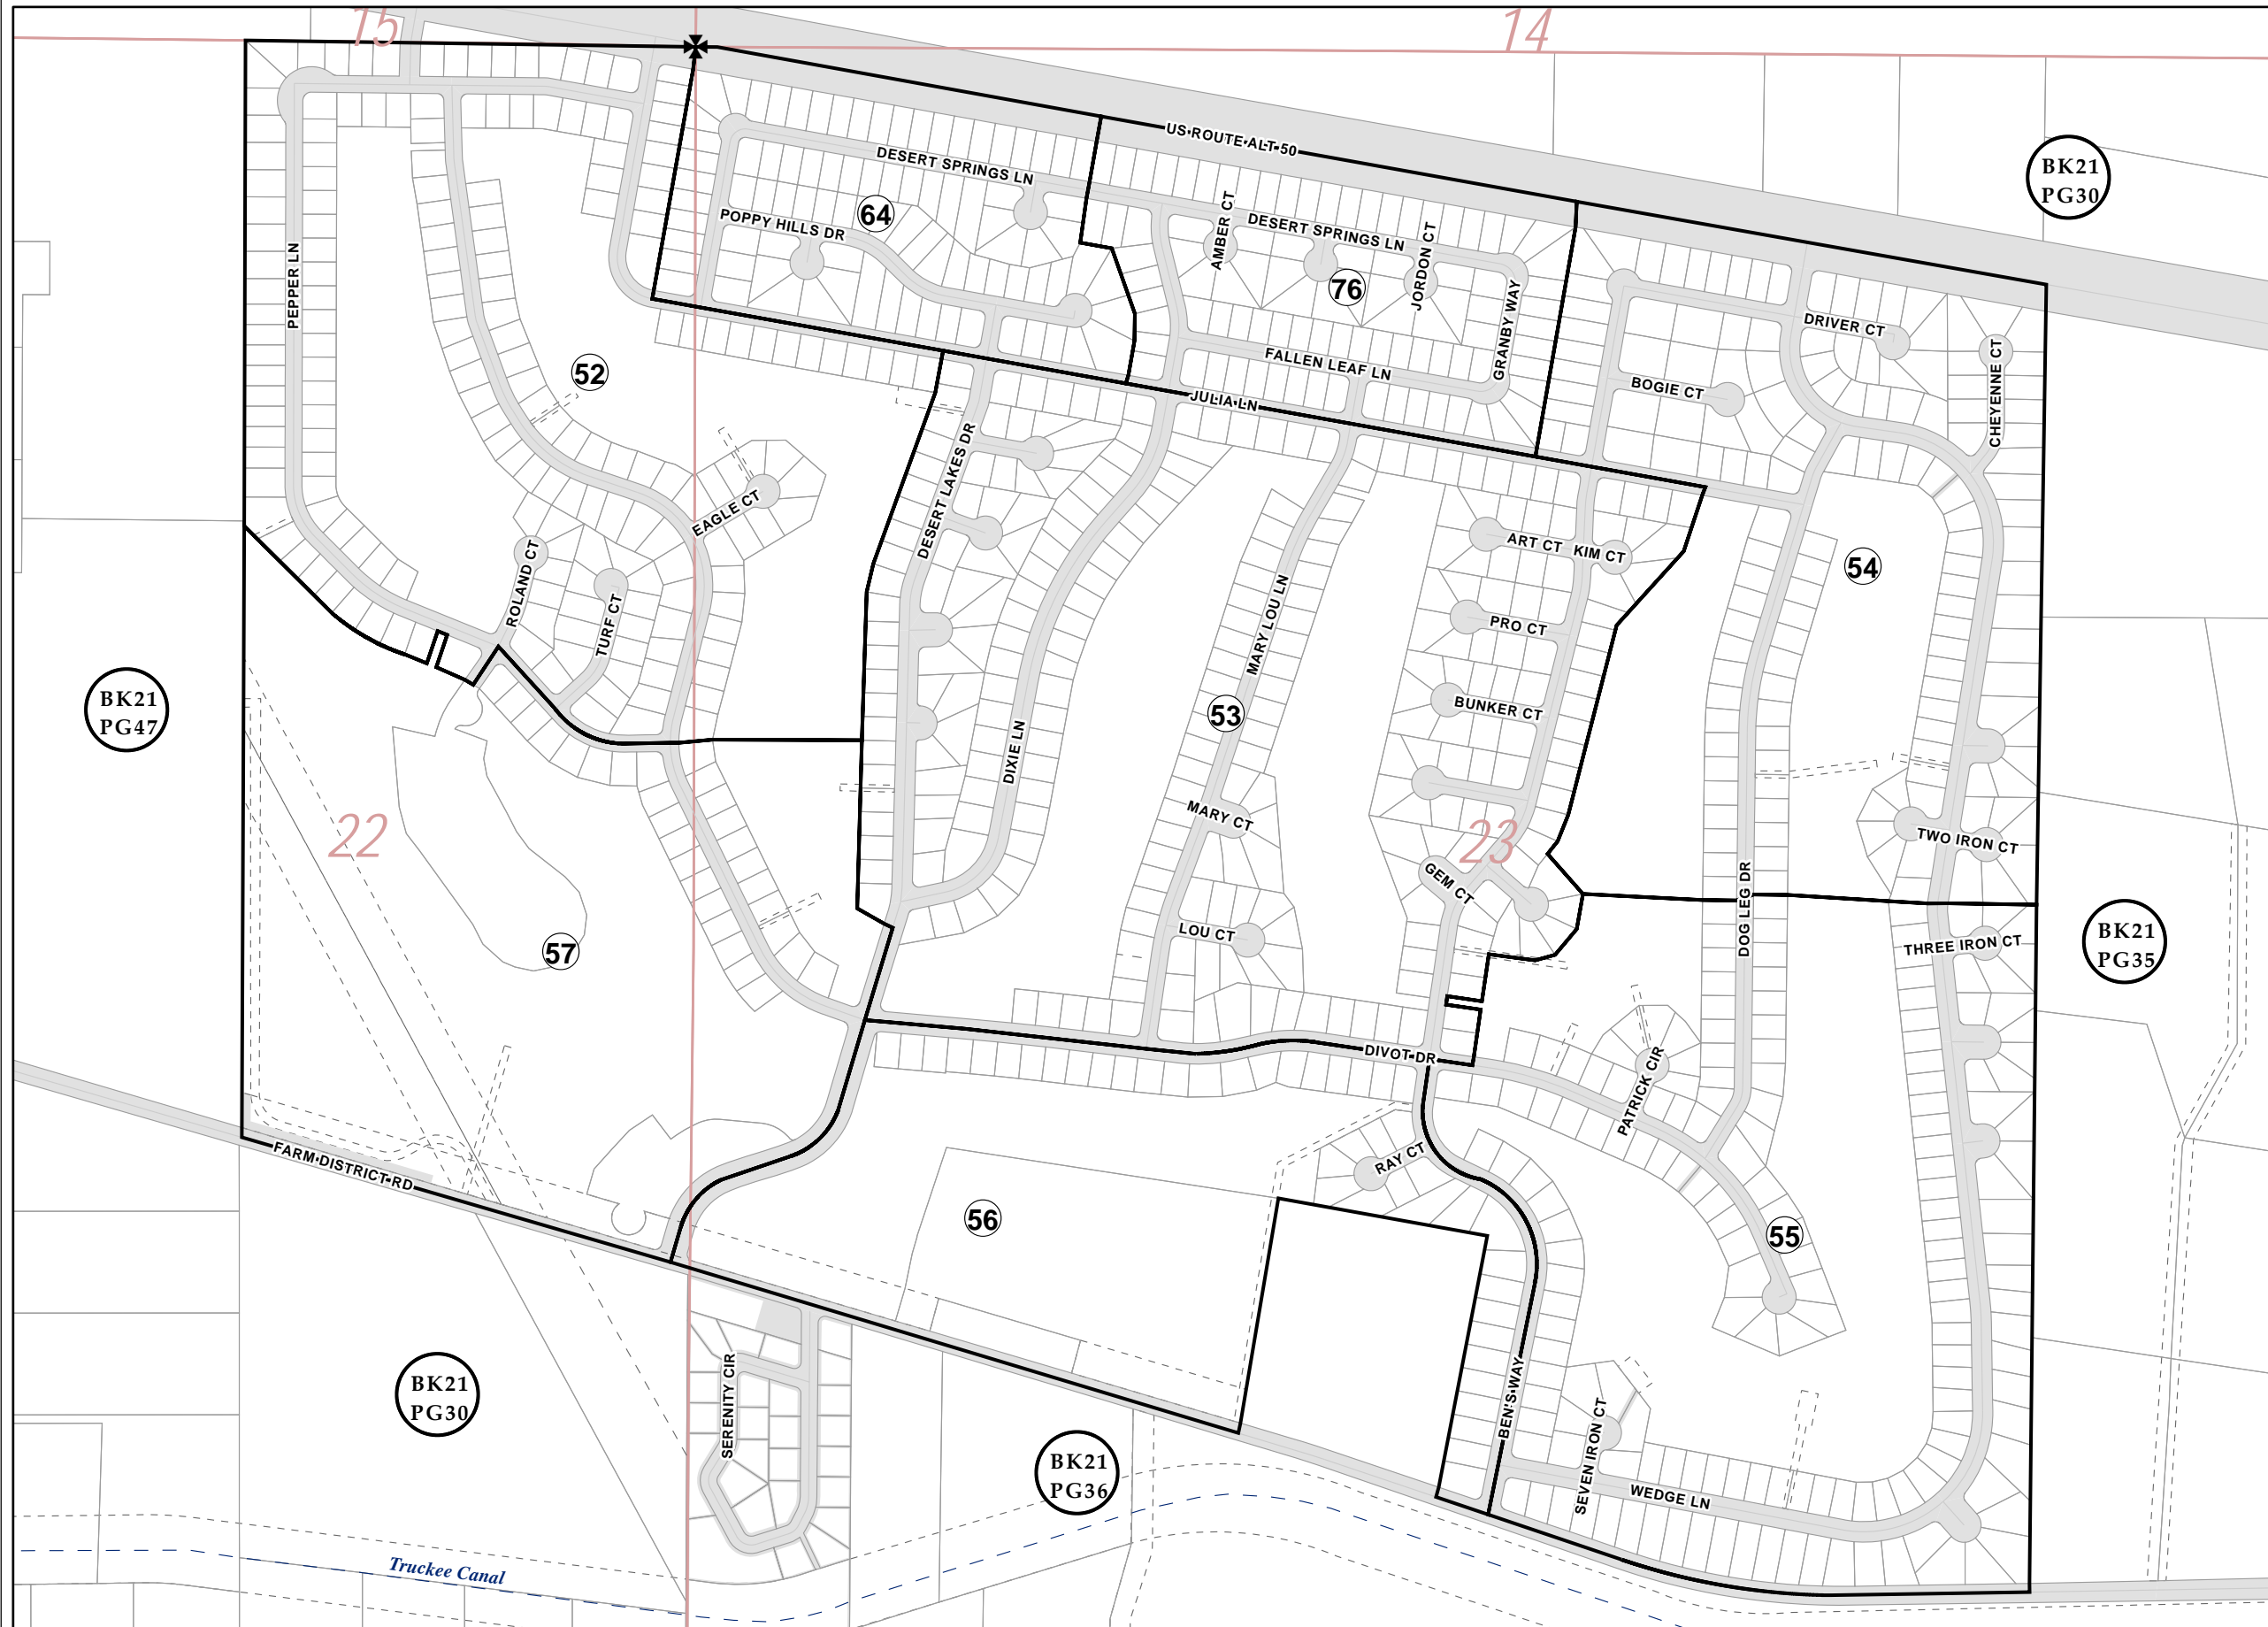 15
14
US ROUTE ALT 50
BK21
PG30
DESERT SPRINGS LN
64
POPPY HILLS DR
AMBER CT
DESERT SPRINGS LN
JORDON CT
76
GRANBY WAY
PEPPER LN
DRIVER CT
CHEYENNE CT
52
FALLEN LEAF LN
BOGIE CT
JULIA LN
DESERT LAKES DR
EAGLE CT
ROLAND CT
TURF CT
ART CT
KIM CT
54
MARY LOU LN
PRO CT
BK21
PG47
53
BUNKER CT
DIXIE LN
22
MARY CT
23
TWO IRON CT
GEM CT
DOG LEG DR
57
LOU CT
THREE IRON CT
BK21
PG35
DIVOT DR
PATRICK CIR
FARM DISTRICT RD
RAY CT
56
55
BK21
PG30
SERENITY CIR
BEN'S WAY
SEVEN IRON CT
BK21
PG36
WEDGE LN
Truckee Canal